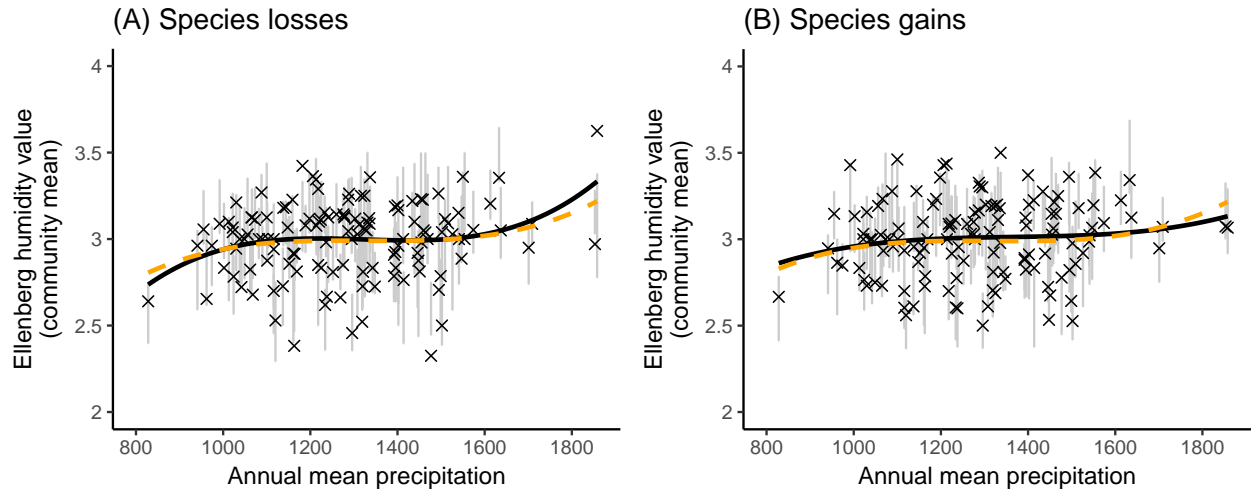 (A) Species losses
Ellenberg humidity value
(community mean)
4
3.5
3
2.5
2
800 1000 1200 1400 1600 1800
Annual mean precipitation
(B) Species gains
Ellenberg humidity value
(community mean)
4
3.5
3
2.5
2
800 1000 1200 1400 1600 1800
Annual mean precipitation